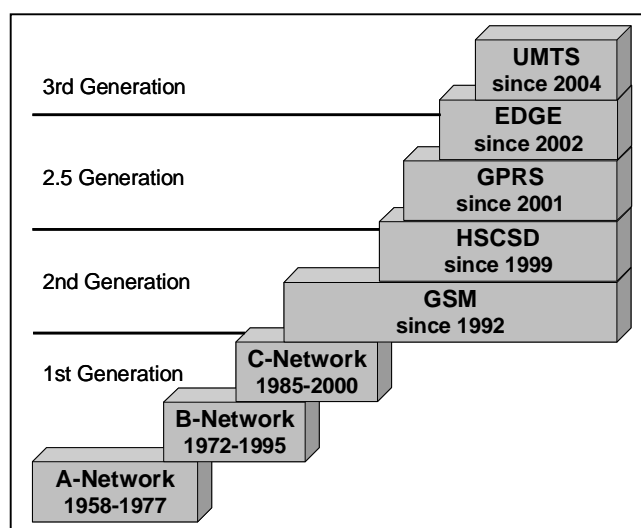 UMTS
since 2004
3rd Generation
EDGE
since 2002
2.5 Generation
GPRS
since 2001
HSCSD
since 1999
2nd Generation
GSM
since 1992
C-Network
1985-2000
1st Generation
B-Network
1972-1995
A-Network
1958-1977